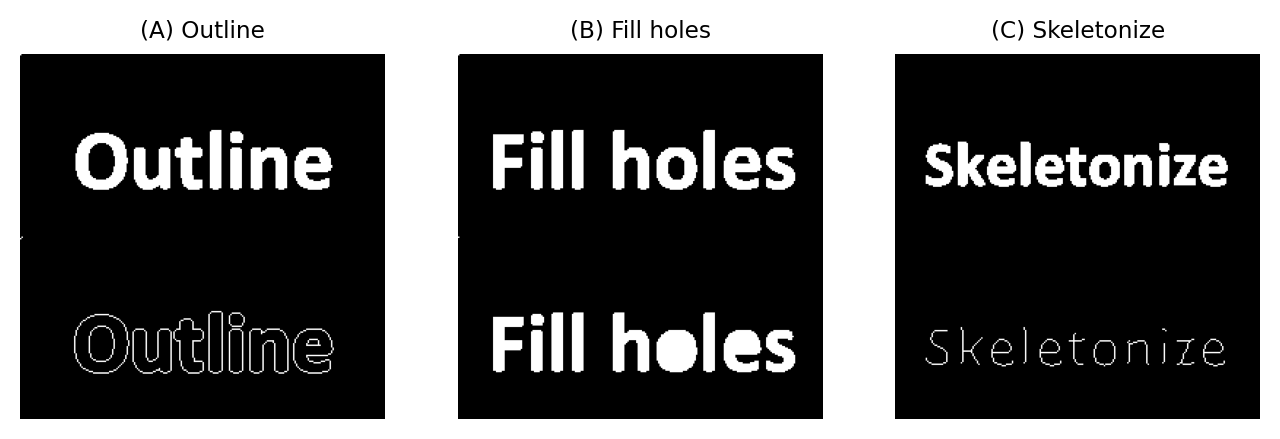 (A) Outline
Outline
Outline
(B) Fill holes
Fill holes
Fill holes
(C) Skeletonize
Skeletonize
Skeletonize